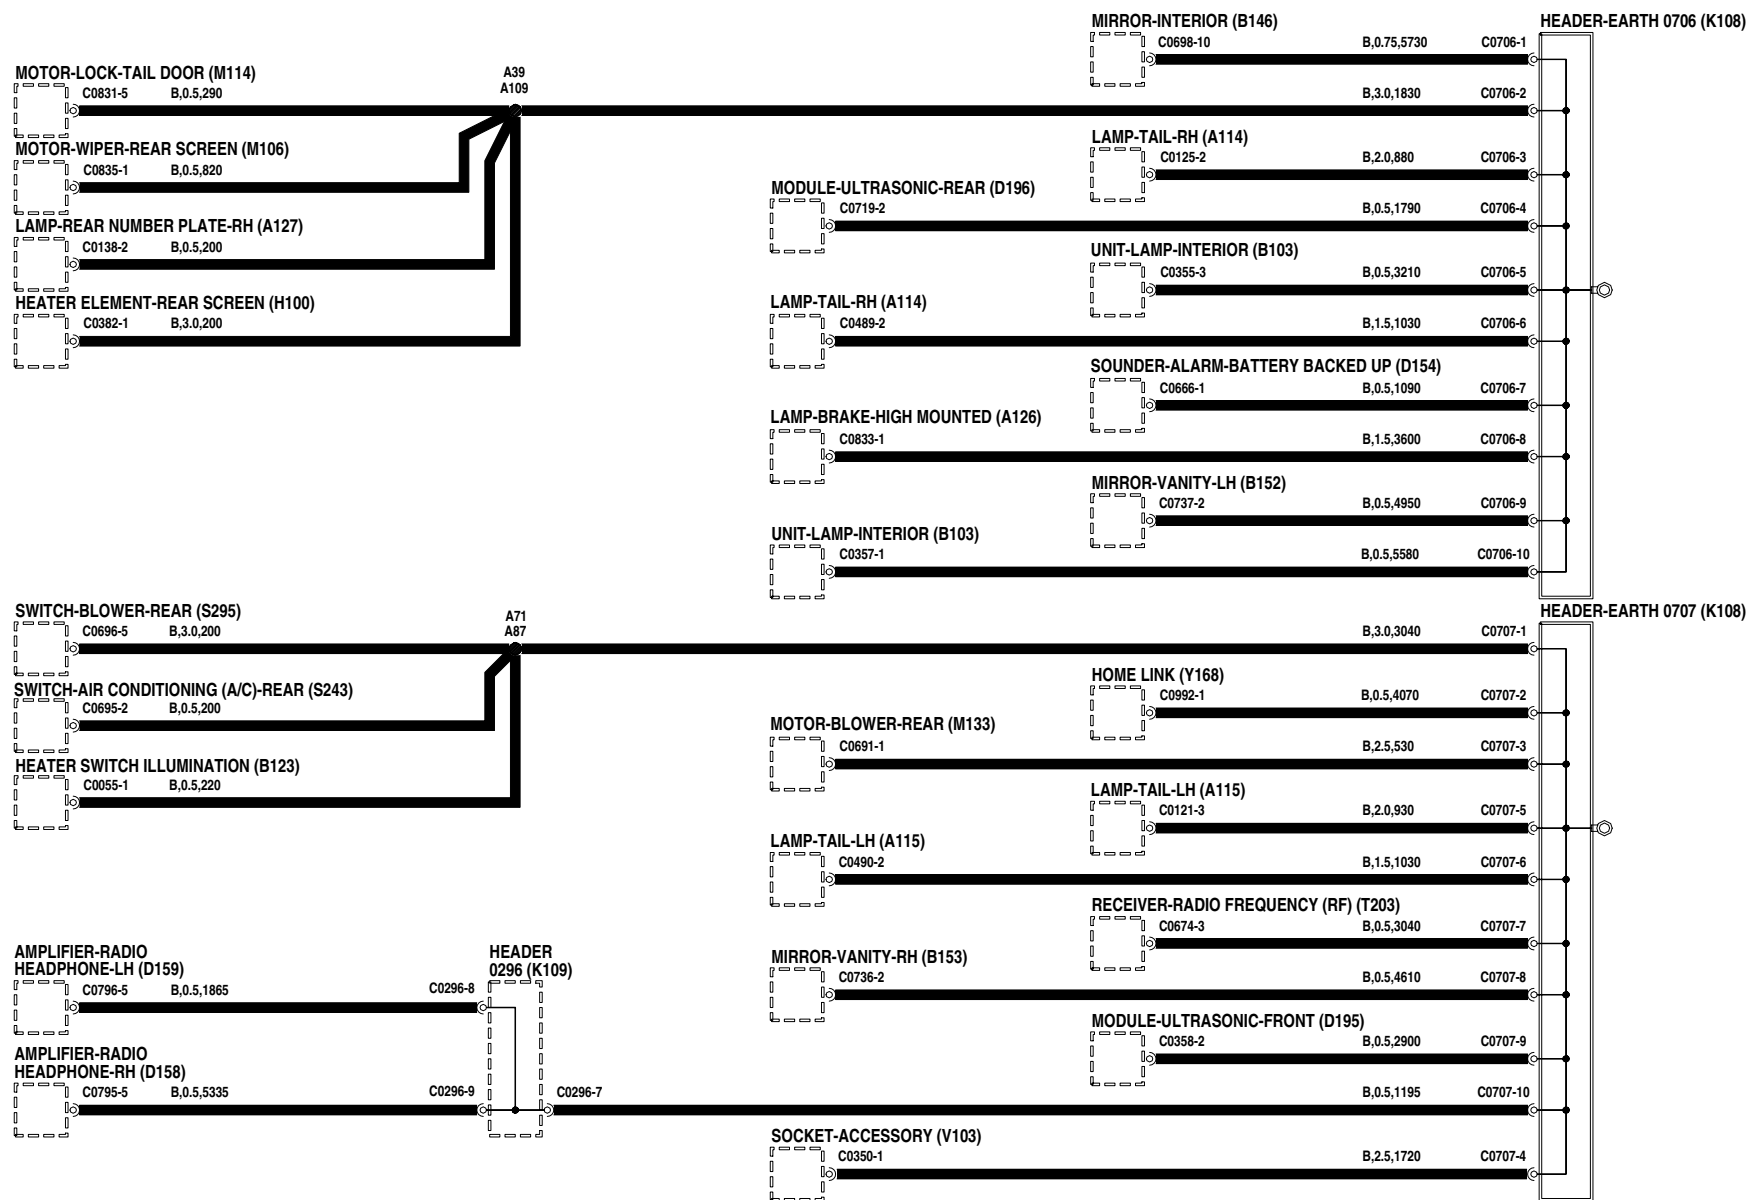 MIRROR-INTERIOR (B146)
HEADER-EARTH 0706 (K108)
C0698-10 B,0.75,5730 C0706-1
MOTOR-LOCK-TAIL DOOR (M114)
A39
A109
C0831-5 B,0.5,290
B,3.0,1830 C0706-2
MOTOR-WIPER-REAR SCREEN (M106)
C0835-1 B,0.5,820
LAMP-TAIL-RH (A114)
C0125-2 B,2.0,880 C0706-3
MODULE-ULTRASONIC-REAR (D196)
C0719-2 B,0.5,1790 C0706-4
LAMP-REAR NUMBER PLATE-RH (A127)
C0138-2 B,0.5,200
UNIT-LAMP-INTERIOR (B103)
C0355-3 B,0.5,3210 C0706-5
HEATER ELEMENT-REAR SCREEN (H100)
C0382-1 B,3.0,200
LAMP-TAIL-RH (A114)
C0489-2 B,1.5,1030 C0706-6
SOUNDER-ALARM-BATTERY BACKED UP (D154)
C0666-1 B,0.5,1090 C0706-7
LAMP-BRAKE-HIGH MOUNTED (A126)
C0833-1 B,1.5,3600 C0706-8
MIRROR-VANITY-LH (B152)
C0737-2 B,0.5,4950 C0706-9
UNIT-LAMP-INTERIOR (B103)
C0357-1 B,0.5,5580 C0706-10
SWITCH-BLOWER-REAR (S295)
A71
A87
HEADER-EARTH 0707 (K108)
C0696-5 B,3.0,200
B,3.0,3040 C0707-1
SWITCH-AIR CONDITIONING (A/C)-REAR (S243)
C0695-2 B,0.5,200
HOME LINK (Y168)
C0992-1 B,0.5,4070 C0707-2
MOTOR-BLOWER-REAR (M133)
C0691-1 B,2.5,530 C0707-3
HEATER SWITCH ILLUMINATION (B123)
C0055-1 B,0.5,220
LAMP-TAIL-LH (A115)
C0121-3 B,2.0,930 C0707-5
LAMP-TAIL-LH (A115)
C0490-2 B,1.5,1030 C0707-6
RECEIVER-RADIO FREQUENCY (RF) (T203)
C0674-3 B,0.5,3040 C0707-7
AMPLIFIER-RADIO
HEADPHONE-LH (D159)
HEADER
0296 (K109)
C0796-5 B,0.5,1865 C0296-8
MIRROR-VANITY-RH (B153)
C0736-2 B,0.5,4610 C0707-8
MODULE-ULTRASONIC-FRONT (D195)
C0358-2 B,0.5,2900 C0707-9
AMPLIFIER-RADIO
HEADPHONE-RH (D158)
C0795-5 B,0.5,5335 C0296-9 C0296-7
B,0.5,1195 C0707-10
SOCKET-ACCESSORY (V103)
C0350-1 B,2.5,1720 C0707-4